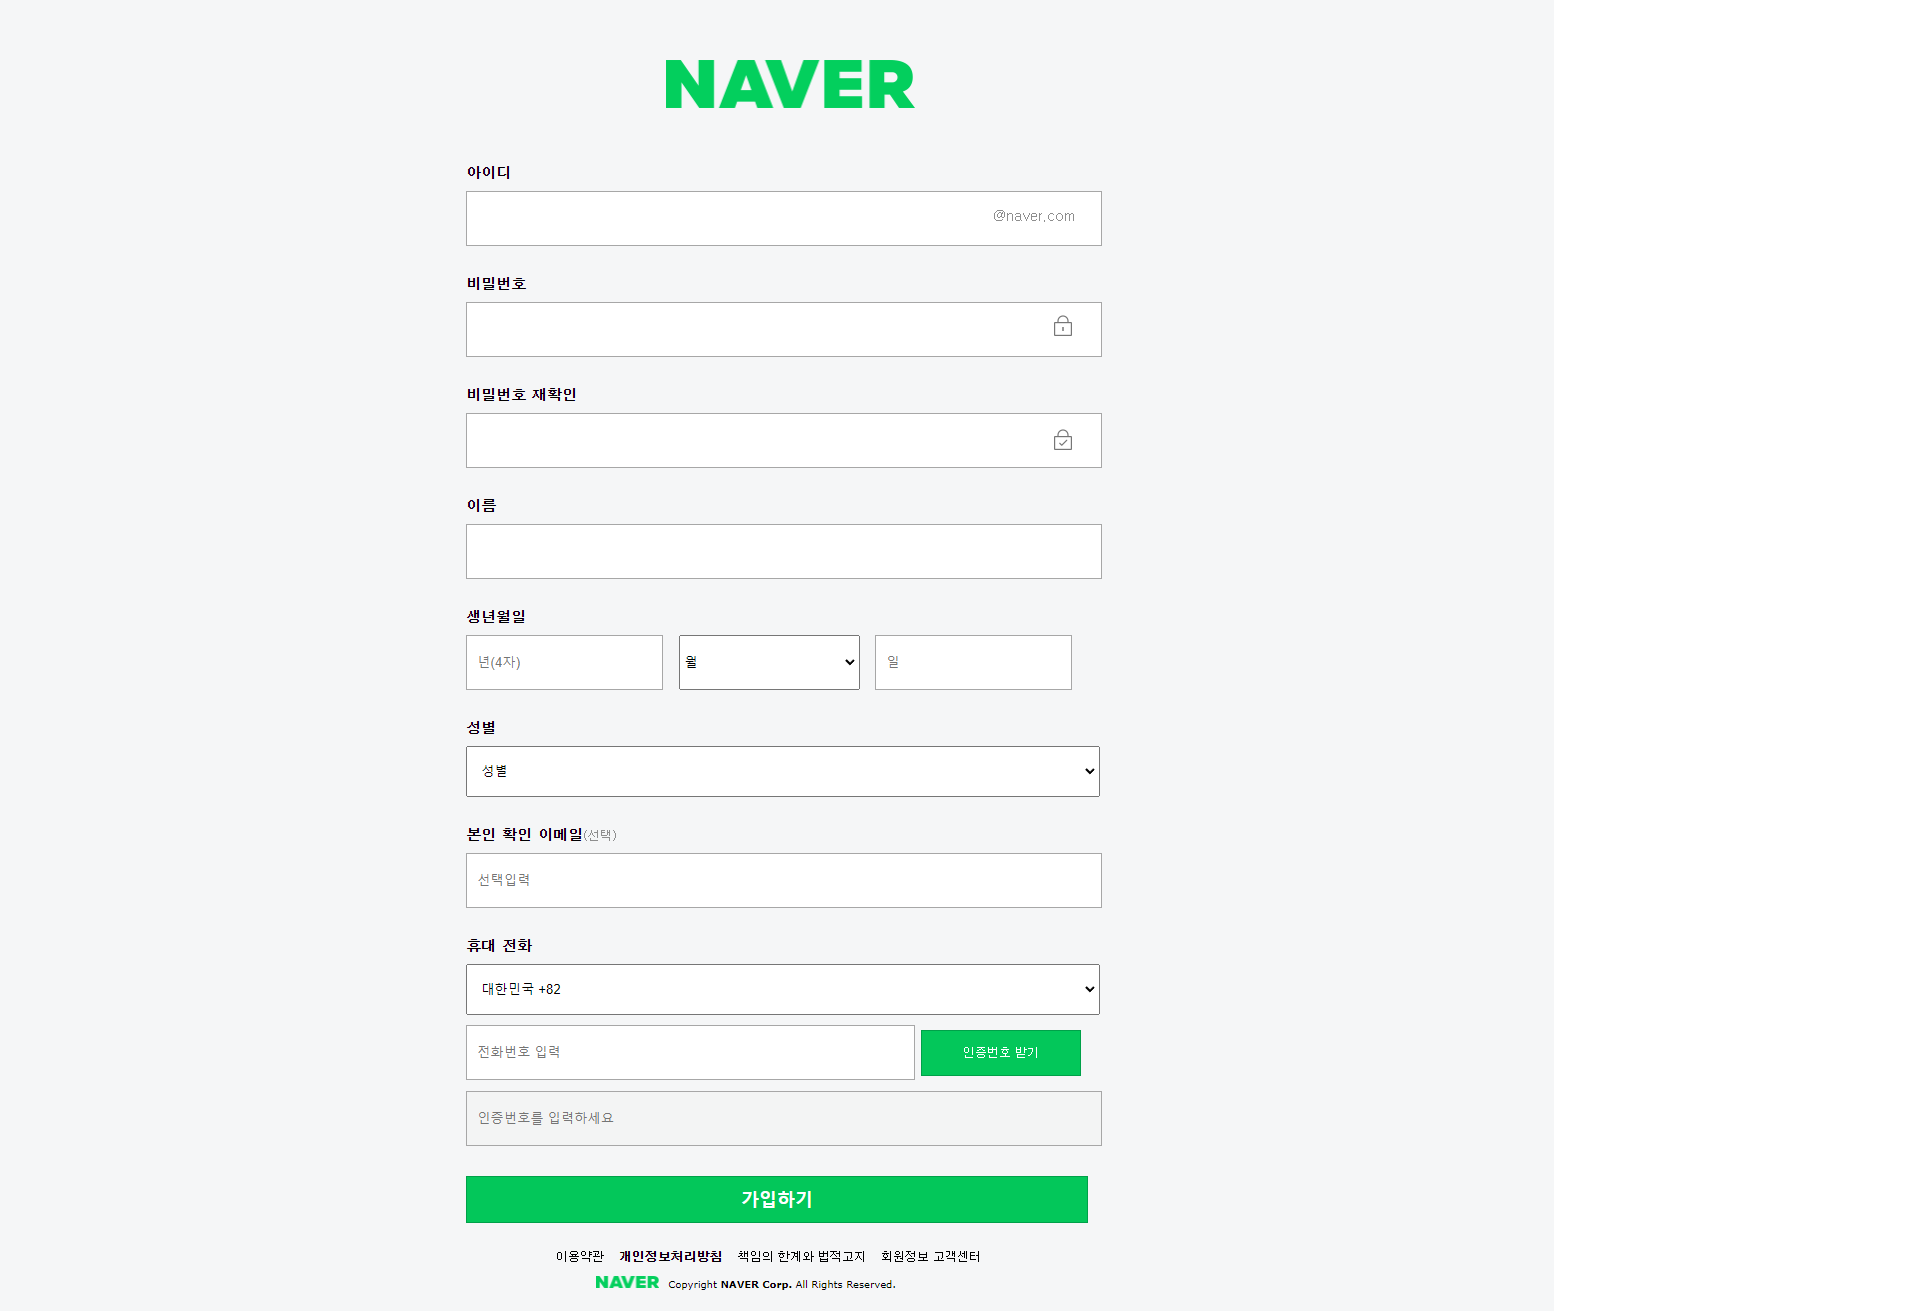 NAVER
아이디
@naver.com
비밀번호
비밀번호 재확인
이름
생년월일
년(4자) 월 일
성별
성별
본인 확인 이메일(선택)
선택입력
휴대 전화
대한민국 +82
전화번호 입력 인증번호 받기
인증번호를 입력하세요
가입하기
이용약관 개인정보처리방침 책임의 한계와 법적고지 회원정보 고객센터
NAVER Copyright NAVER Corp. All Rights Reserved.